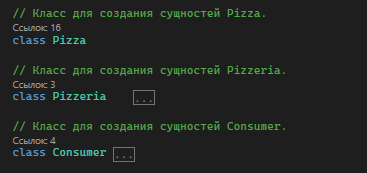 // Класс для создания сущностей Pizza.
Ссылок: 16
class Pizza
// Класс для создания сущностей Pizzeria.
Ссылок: 3
class Pizzeria ...
// Класс для создания сущностей Consumer.
Ссылок: 4
class Consumer ...